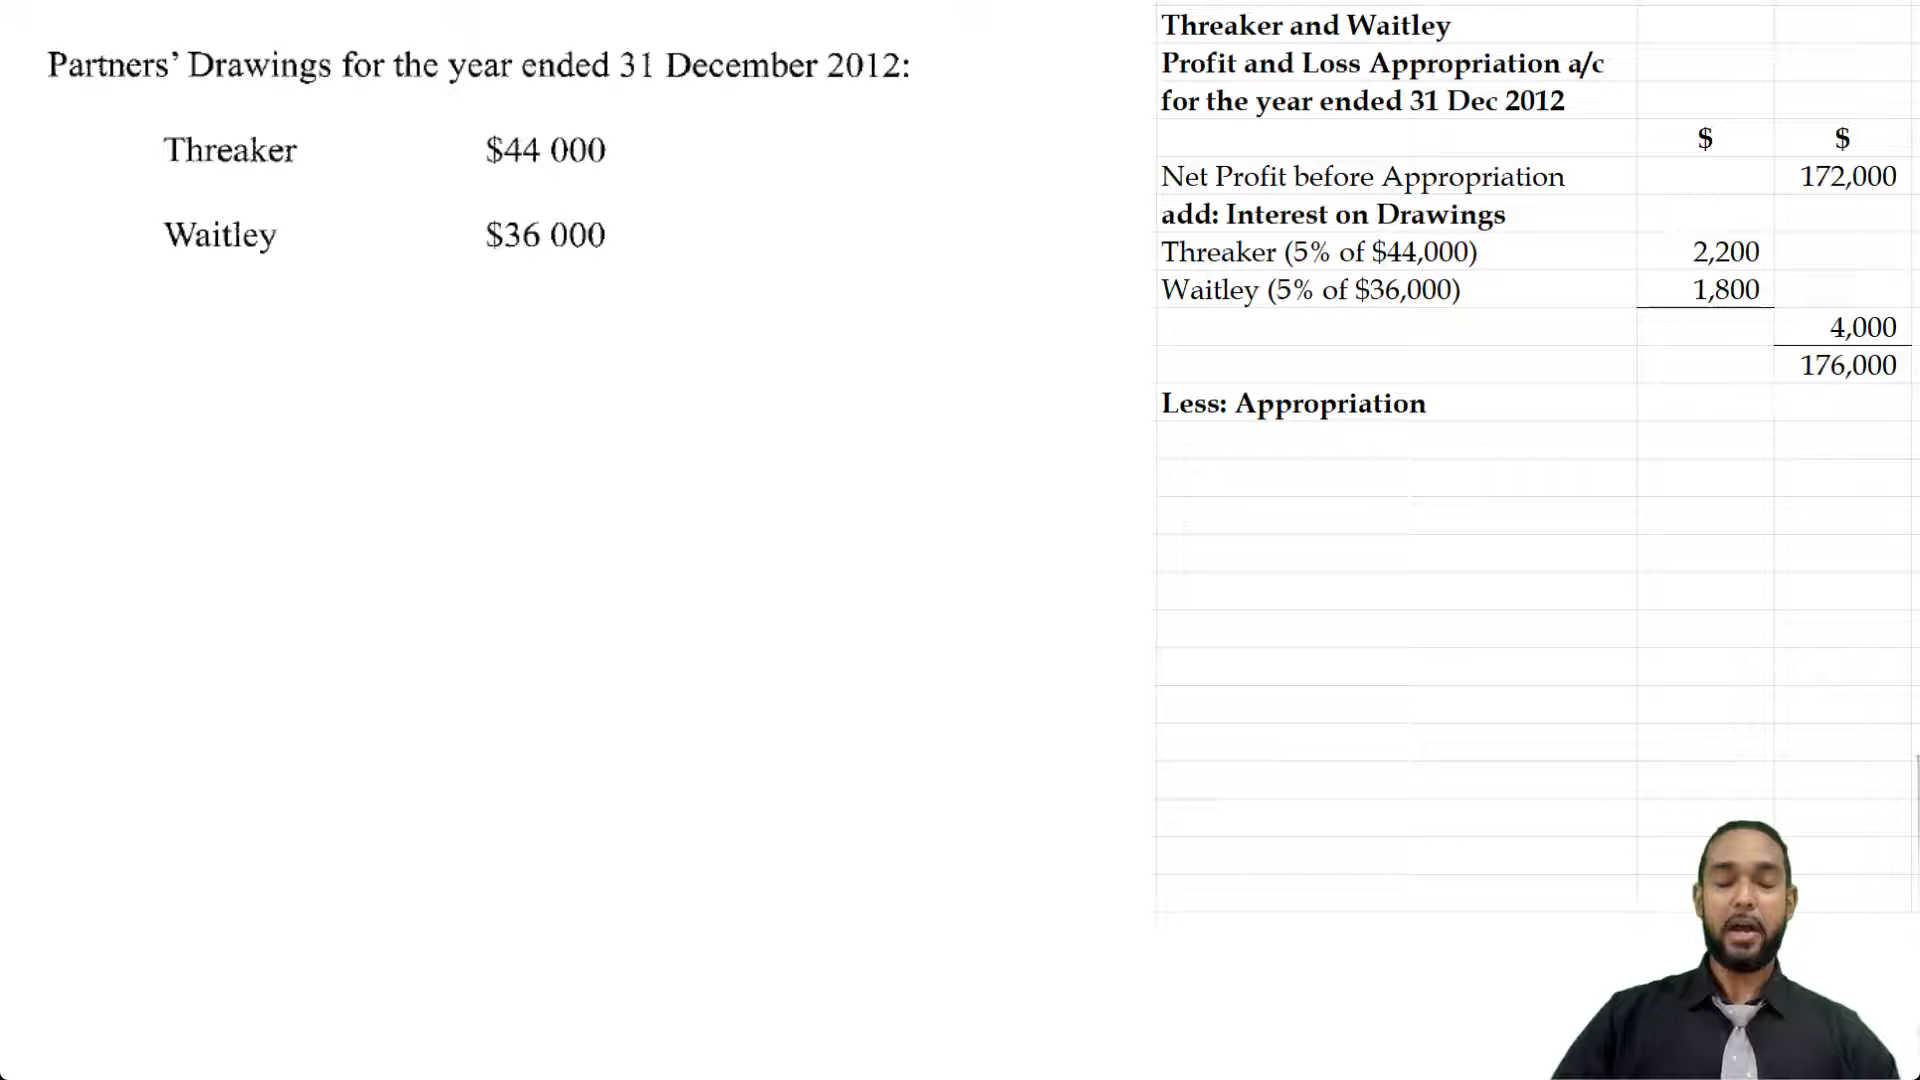 Partners’ Drawings for the year ended 31 December 2012:
Threaker $44 000
Waitley $36 000
Threaker and Waitley
Profit and Loss Appropriation a/c
for the year ended 31 Dec 2012
$ $
Net Profit before Appropriation 172,000
add: Interest on Drawings
Threaker (5% of $44,000) 2,200
Waitley (5% of $36,000) 1,800
4,000
176,000
Less: Appropriation